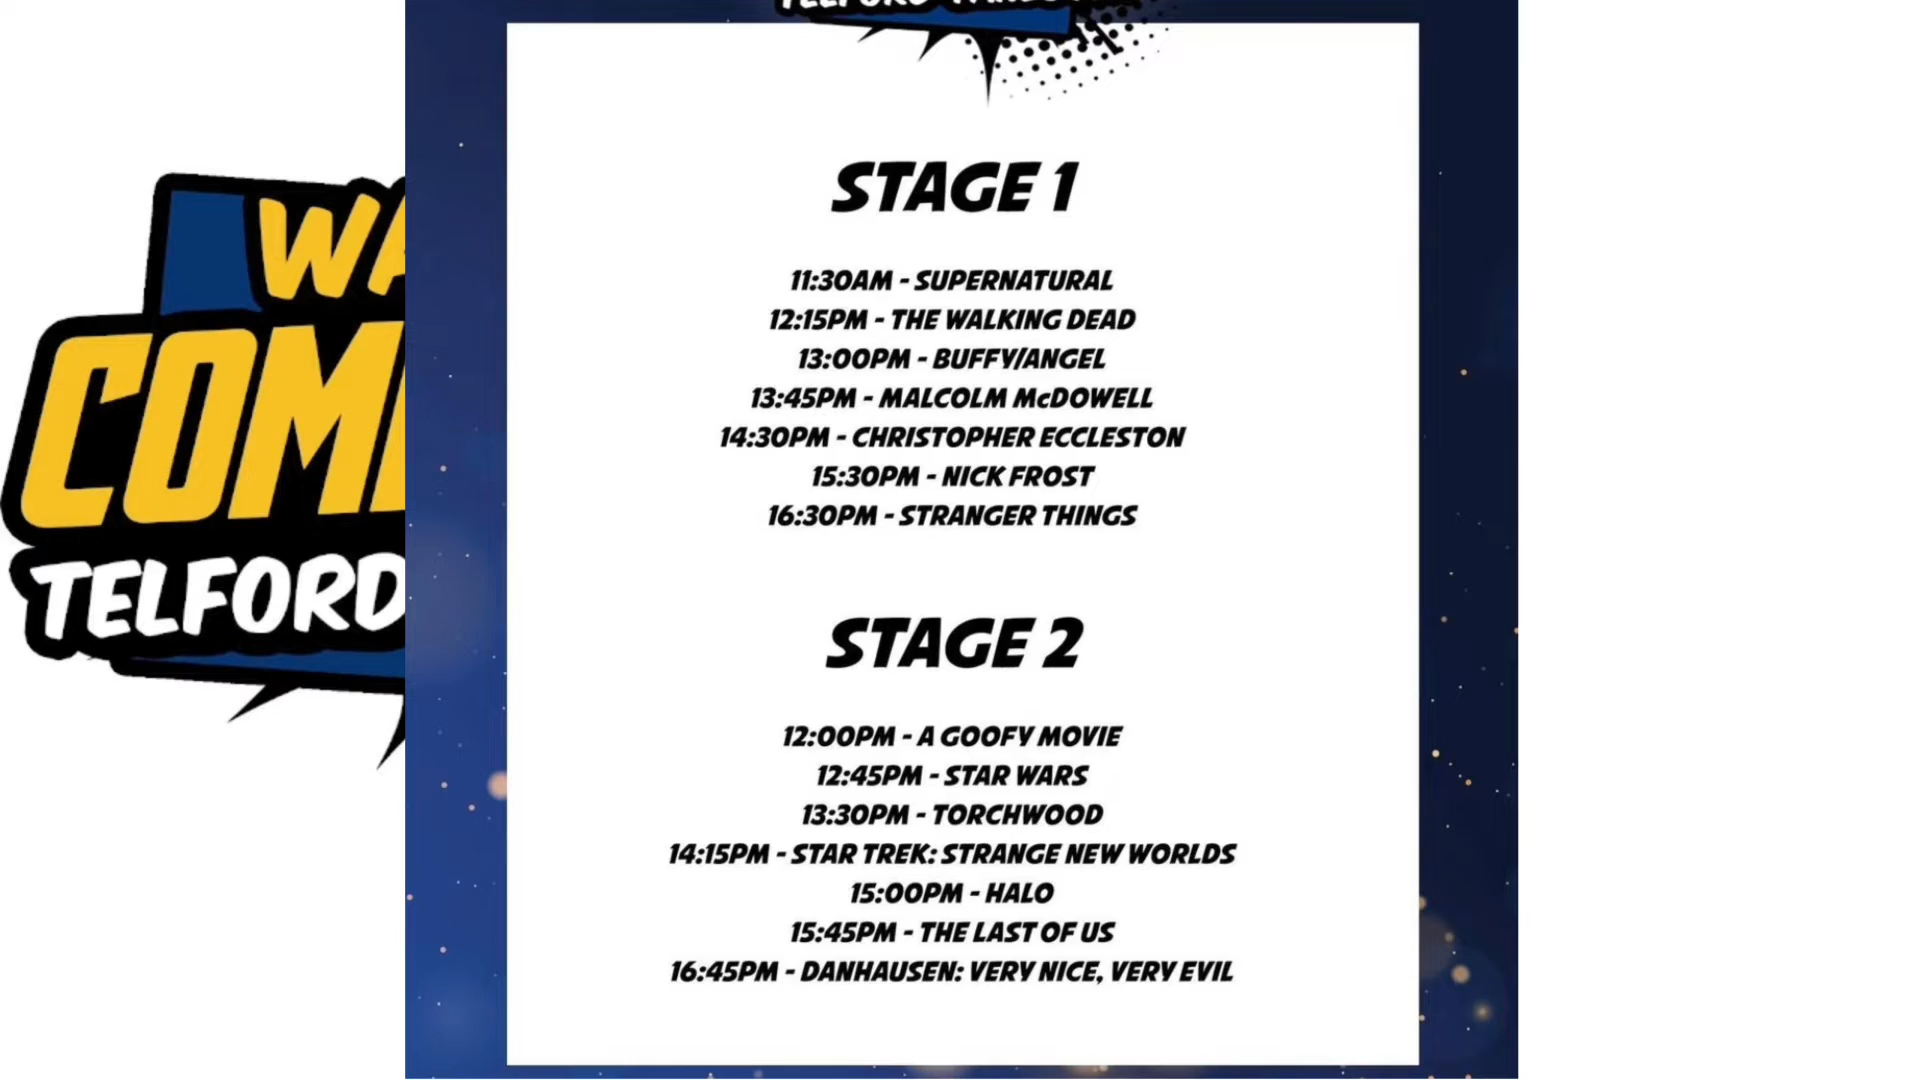 WA
COM
TELFORD
STAGE 1
11:30AM - SUPERNATURAL
12:15PM - THE WALKING DEAD
13:00PM - BUFFY/ANGEL
13:45PM - MALCOLM McDOWELL
14:30PM - CHRISTOPHER ECCLESTON
15:30PM - NICK FROST
16:30PM - STRANGER THINGS
STAGE 2
12:00PM - A GOOFY MOVIE
12:45PM - STAR WARS
13:30PM - TORCHWOOD
14:15PM - STAR TREK: STRANGE NEW WORLDS
15:00PM - HALO
15:45PM - THE LAST OF US
16:45PM - DANHAUSEN: VERY NICE, VERY EVIL